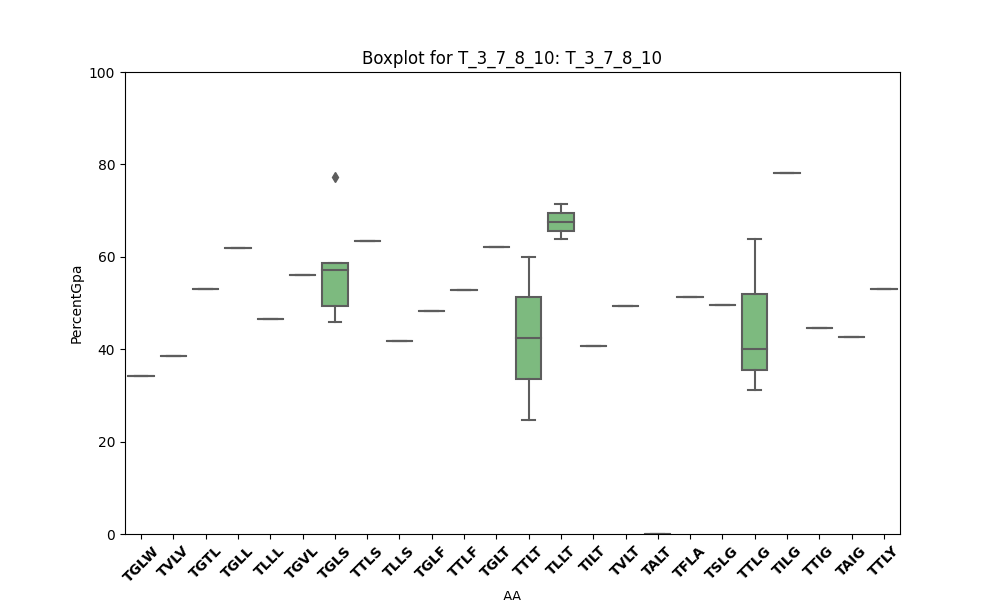 Boxplot for T_3_7_8_10: T_3_7_8_10
PercentGpa
100
80
60
40
20
0
TGLW TVLV TGTL TGLL TLLL TGVL TGLS TTLS TLLS TGLF TTLF TGLT TTLT TLLT TILT TVLT TALT TFLA TSLG TTLG TILG TTIG TAIG TTLY
AA